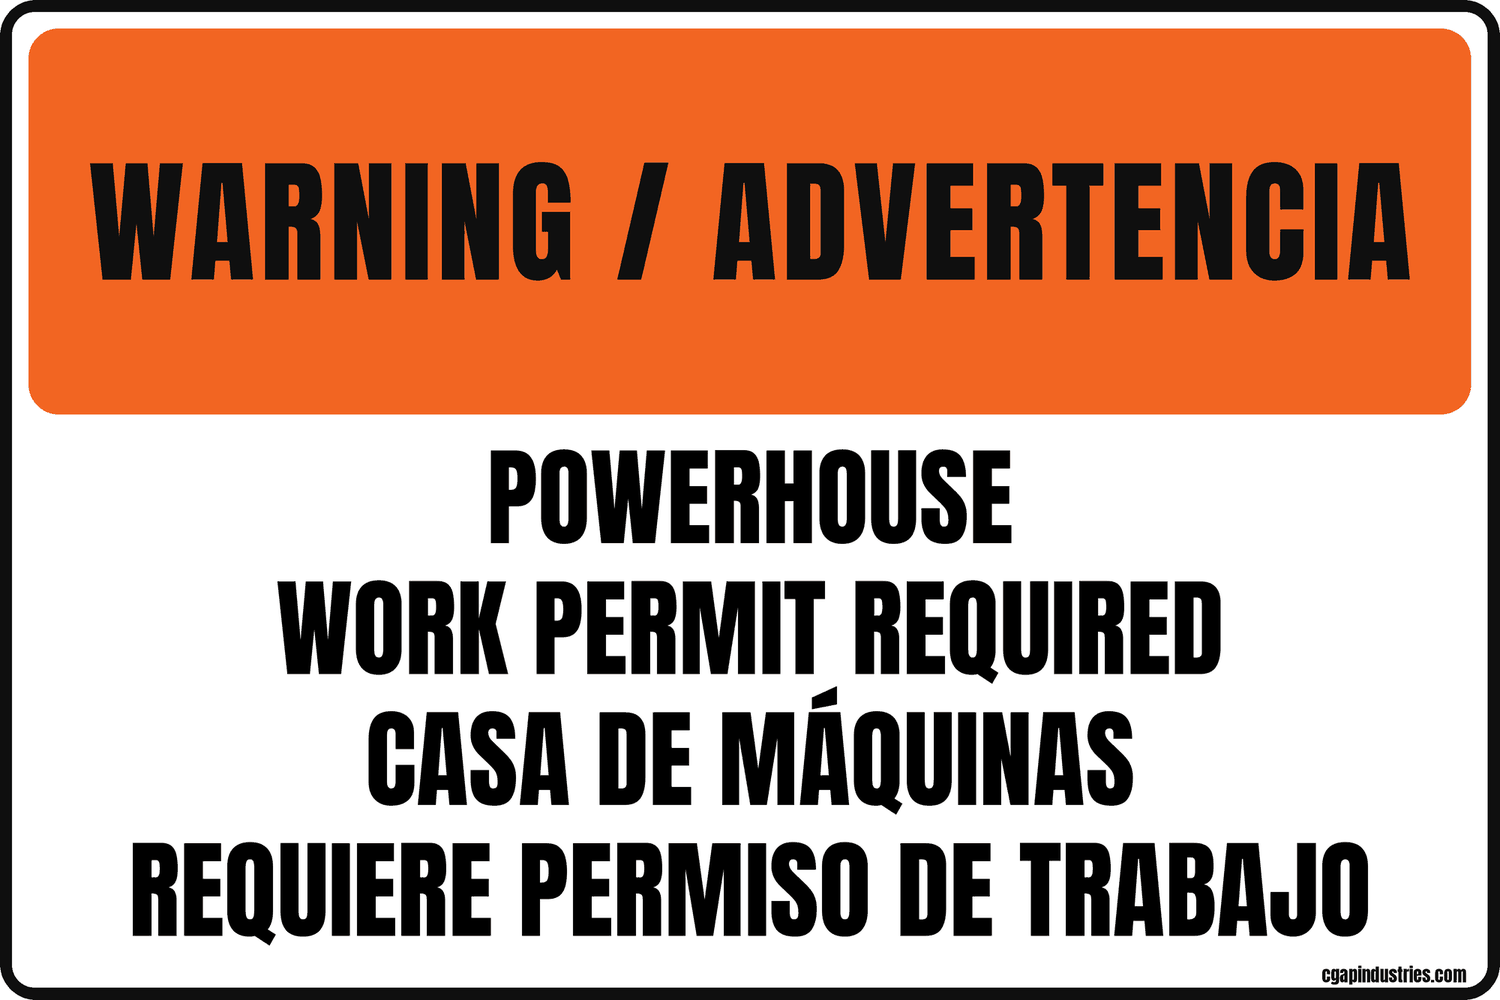 WARNING / ADVERTENCIA
POWERHOUSE
WORK PERMIT REQUIRED
CASA DE MÁQUINAS
REQUIERE PERMISO DE TRABAJO
cgapindustries.com